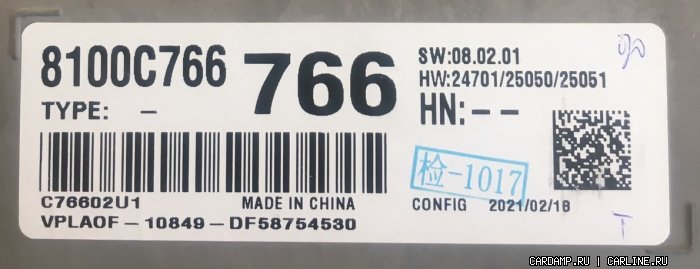 8100C766
766
TYPE: -
SW:08.02.01
HW:24701/25050/25051
HN:--
检-1017
C76602U1 MADE IN CHINA
CONFIG 2021/02/18
VPLAOF-10849-DF58754530
T
CARDAMP.RU | CARLINE.RU